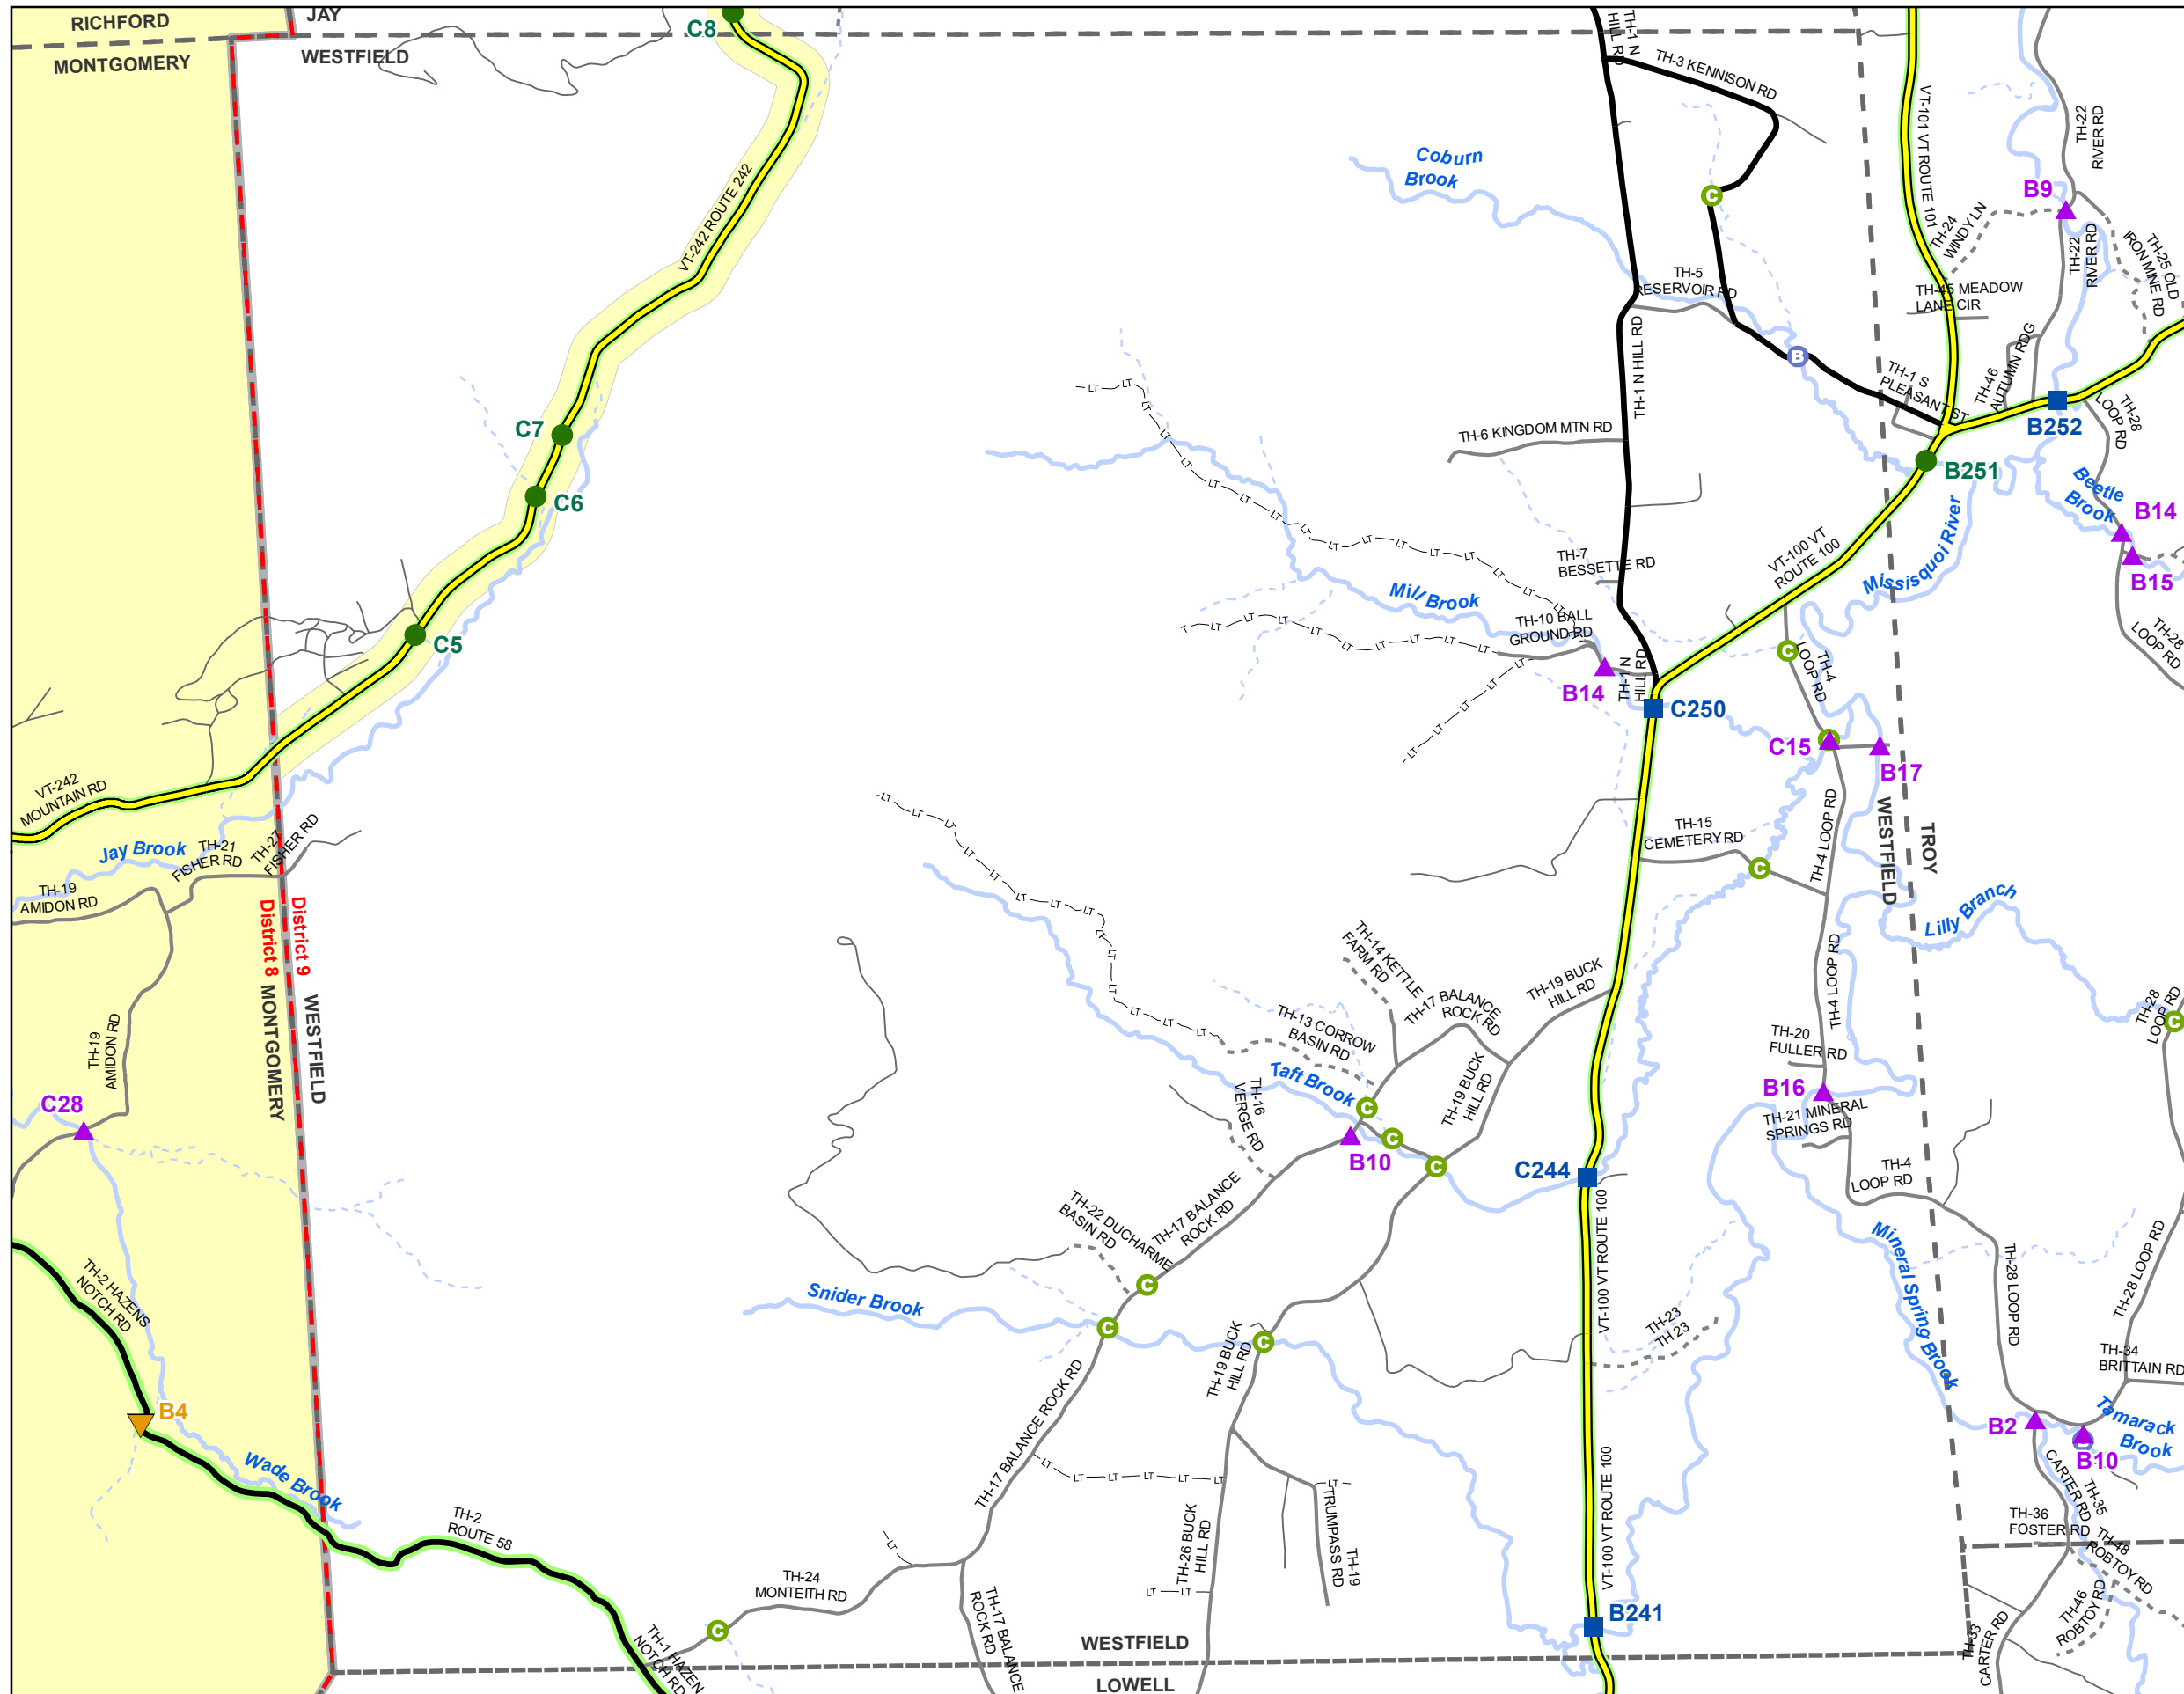 RICHFORD
JAY
MONTGOMERY
WESTFIELD
C8
VT-242 ROUTE 242
C7
C6
C5
VT-242
MOUNTAIN RD
Jay Brook
TH-21
FISHER RD
TH-27
FISHER RD
TH-19
AMIDON RD
District 8
District 9
MONTGOMERY
WESTFIELD
TH-19
AMIDON RD
C28
TH-2 HAZENS
NOTCH RD
B4
Wade Brook
TH-2
ROUTE 58
TH-1 HAZEN
NOTCH RD
TH-24
MONTEITH RD
TH-17 BALANCE
ROCK RD
TH-17 BALANCE ROCK RD
Snider Brook
TH-22 DUCHARME
BASIN RD
TH-17 BALANCE
ROCK RD
TH-16
VERGE RD
Taft Brook
TH-13 CORROW
BASIN RD
TH-14 KETTLE
FARM RD
TH-17 BALANCE
ROCK RD
TH-19 BUCK
HILL RD
TH-19 BUCK
HILL RD
B10
C244
TH-19 BUCK
HILL RD
TH-26 BUCK
HILL RD
TH-19
TRUMPASS RD
VT-100 VT ROUTE 100
VT-100 VT ROUTE 100
TH-23
TH 23
B241
WESTFIELD
LOWELL
TH-1 N
HILL RD
TH-3 KENNISON RD
Coburn
Brook
TH-5
RESERVOIR RD
C
B
TH-1 N HILL RD
TH-6 KINGDOM MTN RD
TH-7
BESSETTE RD
Mill Brook
TH-10 BALL
GROUND RD
B14
TH-1 N
HILL RD
C250
VT-100 VT
ROUTE 100
VT-101 VT ROUTE 101
TH-24
WINDY LN
TH-22
RIVER RD
B9
TH-22
RIVER RD
TH-25 OLD
IRON MINE RD
TH-45 MEADOW
LANE CIR
TH-46
AUTUMN RDG
TH-1 S
PLEASANT ST
B252
B251
TH-28
LOOP RD
Beetle
Brook
B14
B15
TH-28
LOOP RD
Missisquoi River
TH-4
LOOP RD
C15
B17
WESTFIELD
TROY
TH-15
CEMETERY RD
TH-4 LOOP RD
TH-4 LOOP RD
Lilly Branch
TH-28
LOOP RD
TH-20
FULLER RD
B16
TH-21 MINERAL
SPRINGS RD
TH-4
LOOP RD
Mineral Spring Brook
TH-28 LOOP RD
TH-28 LOOP RD
TH-34
BRITTAIN RD
Tamarack
Brook
B2
B10
TH-35
CARTER RD
TH-36
FOSTER RD
TH-48
ROBTOY RD
TH-46
ROBTOY RD
TH-33
CARTER RD